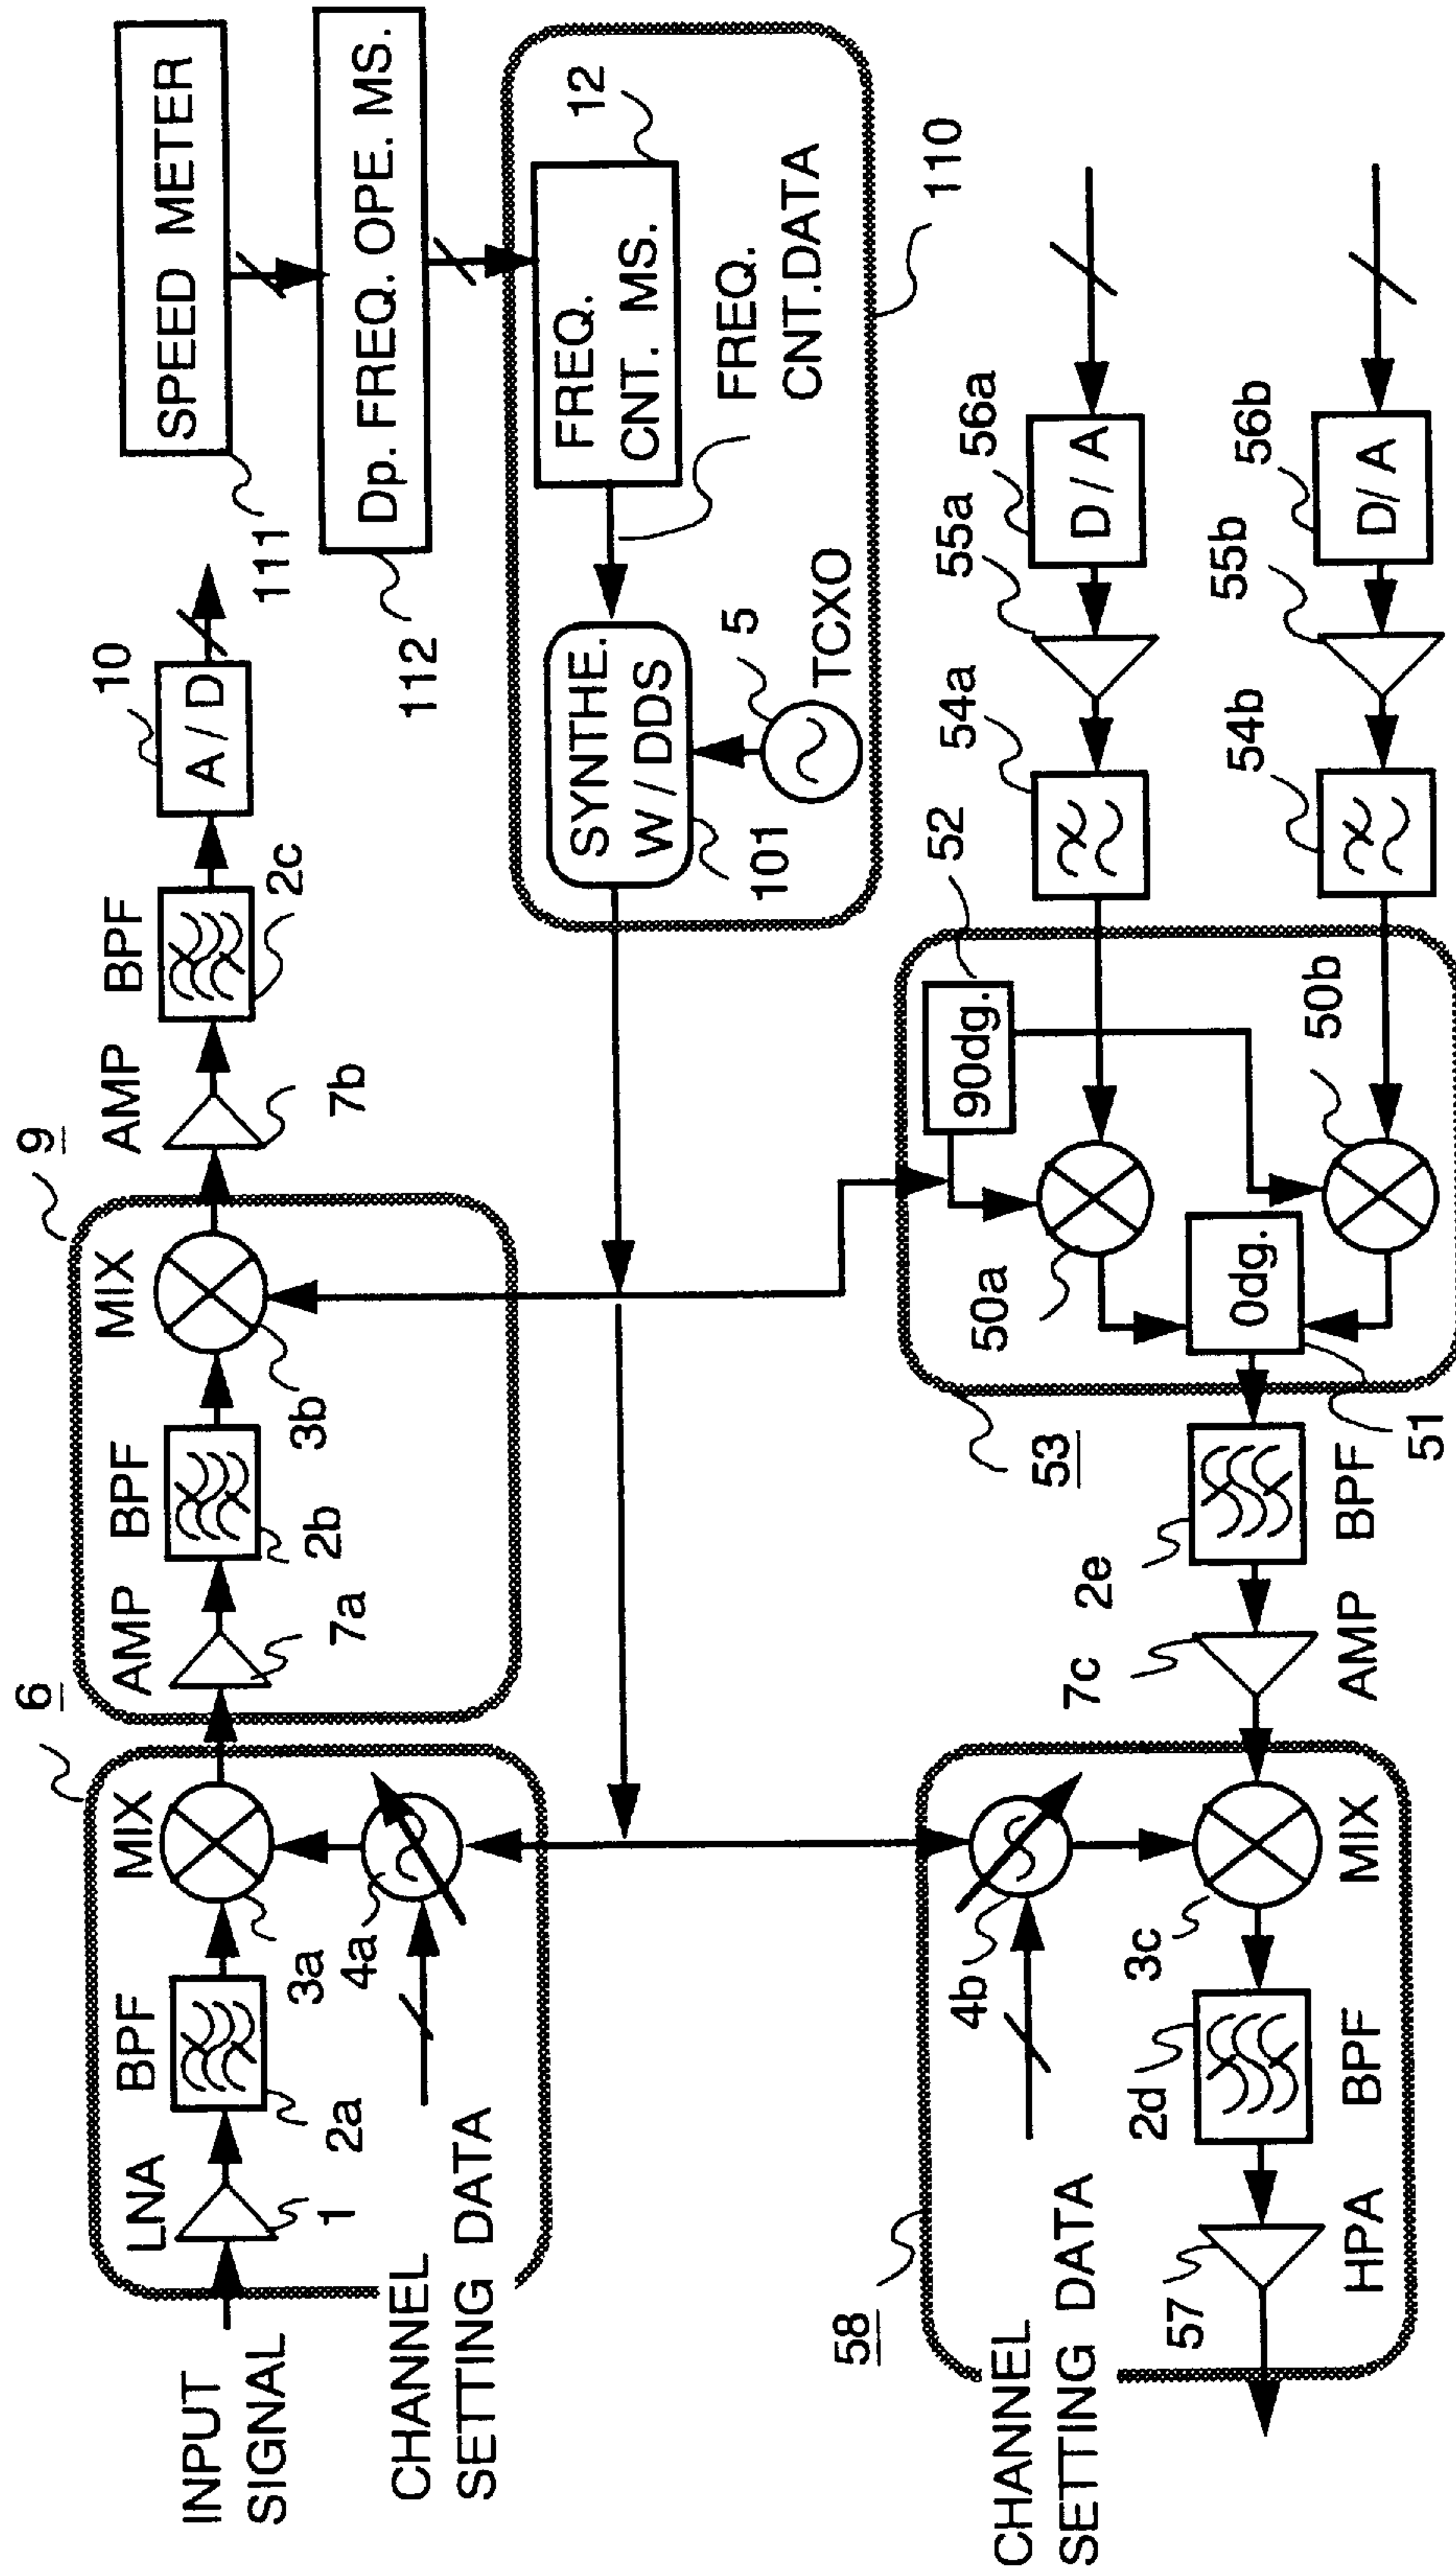 6
9
LNA
BPF
MIX
AMP
BPF
MIX
AMP
BPF
10
A / D
SPEED METER
INPUT
SIGNAL
1
2a
3a
7a
2b
3b
7b
2c
111
4a
CHANNEL
SETTING DATA
Dp. FREQ. OPE. MS.
112
12
FREQ.
CNT. MS.
SYNTHE.
W / DDS
101
5
TCXO
FREQ.
CNT.DATA
110
58
CHANNEL
SETTING DATA
4b
52
90dg.
54a
55a
56a
D / A
50a
0dg.
50b
54b
55b
56b
D / A
53
51
57
2d
3c
7c
2e
HPA
BPF
MIX
AMP
BPF